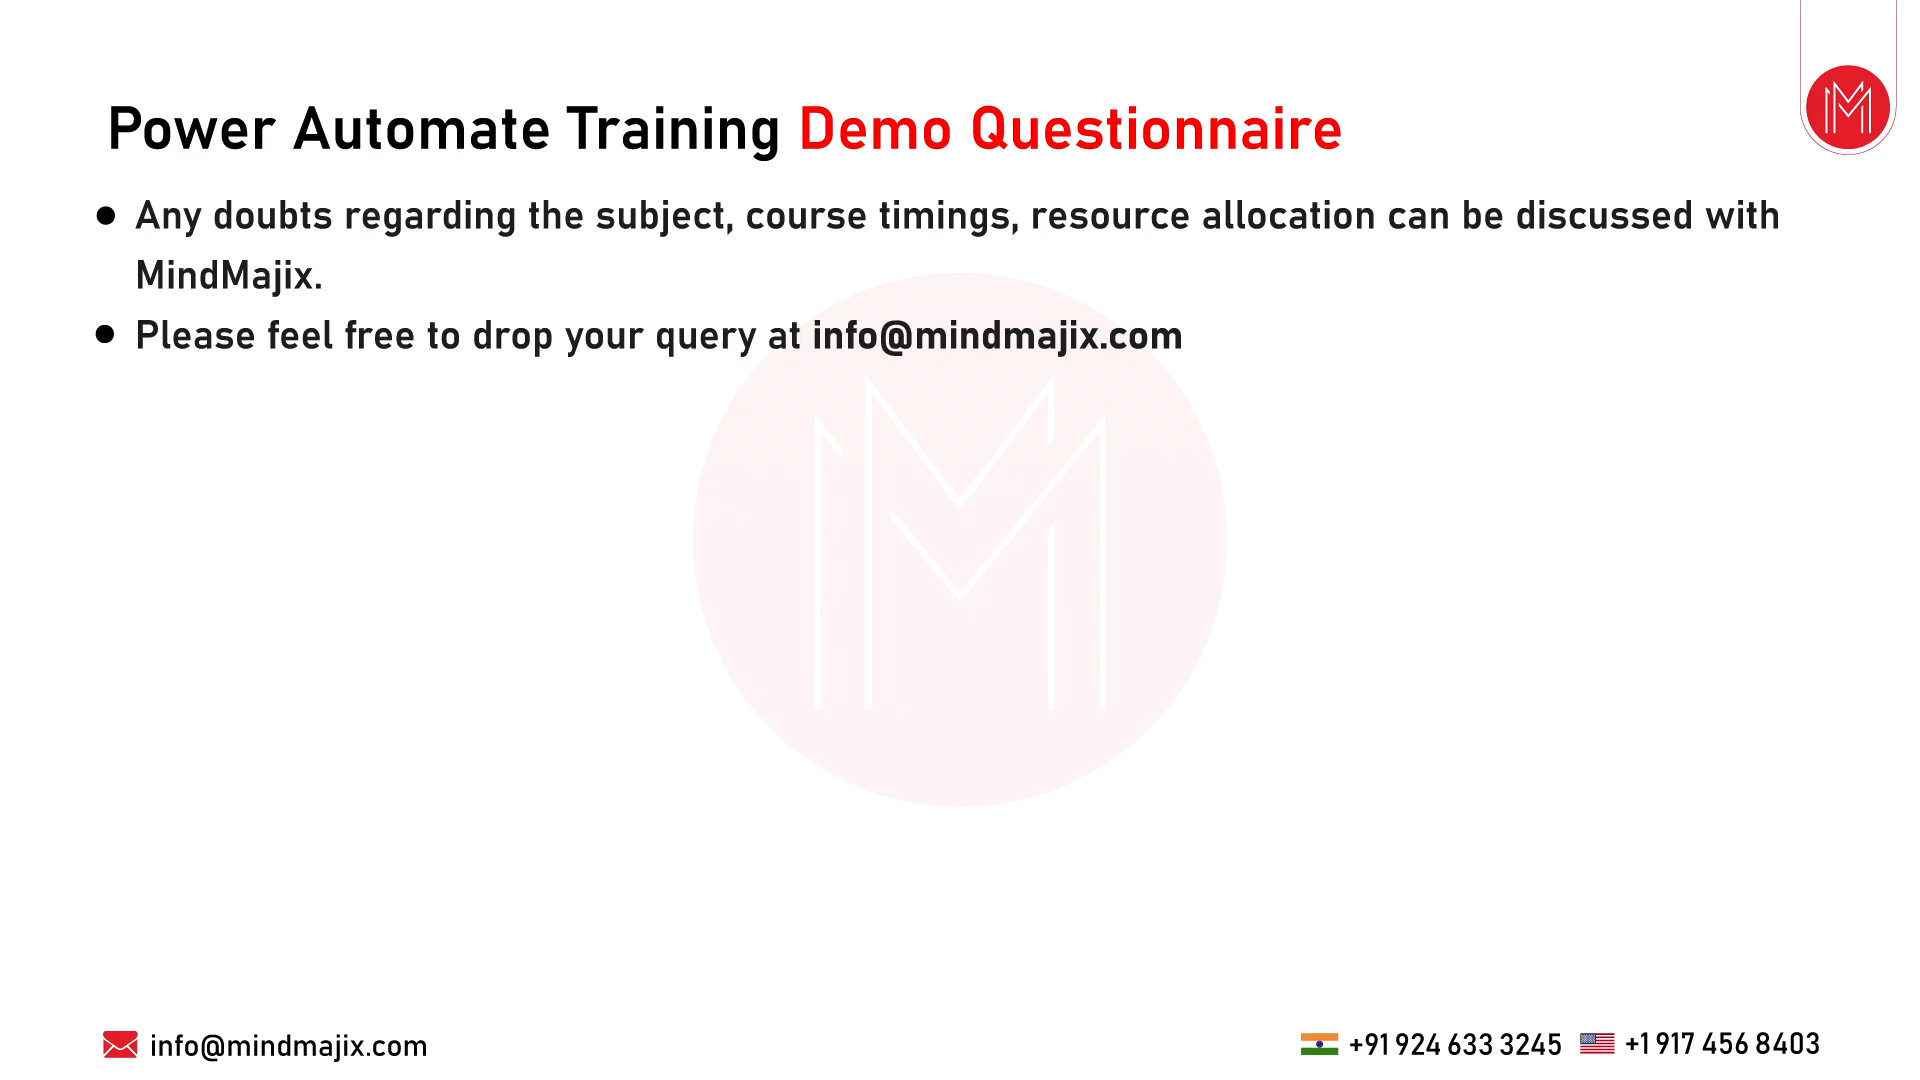 Power Automate Training Demo Questionnaire
● Any doubts regarding the subject, course timings, resource allocation can be discussed with
MindMajix.
● Please feel free to drop your query at info@mindmajix.com
info@mindmajix.com
+91 924 633 3245
+1 917 456 8403